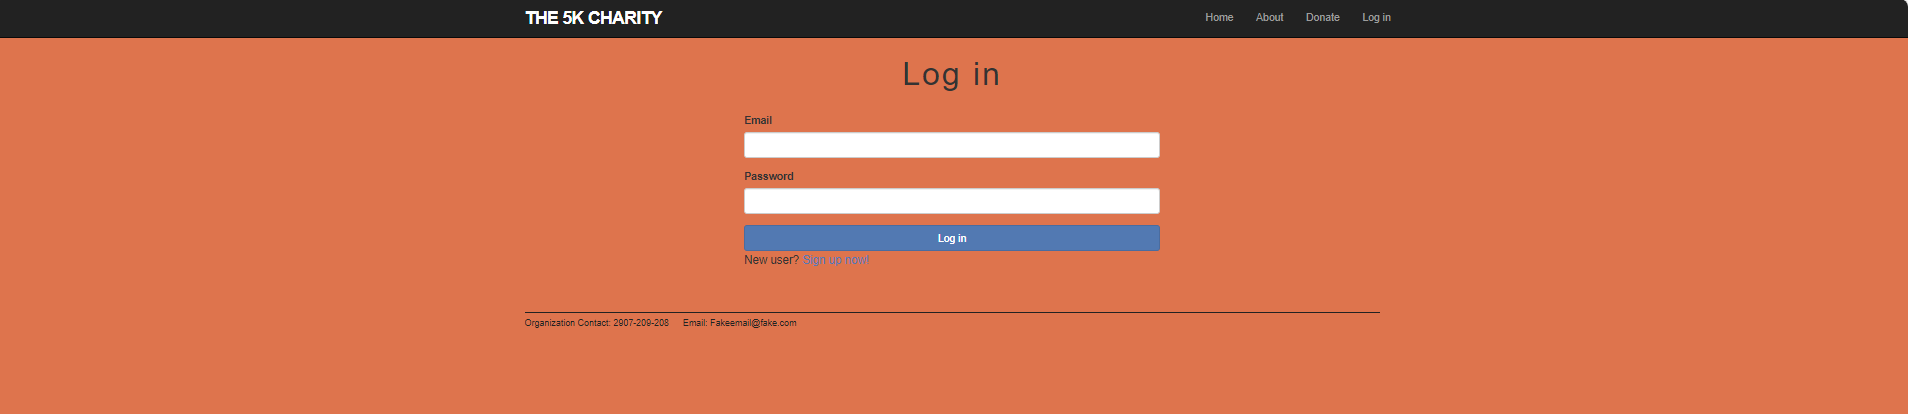 THE 5K CHARITY
Home About Donate Log in
Log in
Email
Password
Log in
New user? Sign up now!
Organization Contact: 2907-209-208 Email: Fakeemail@fake.com